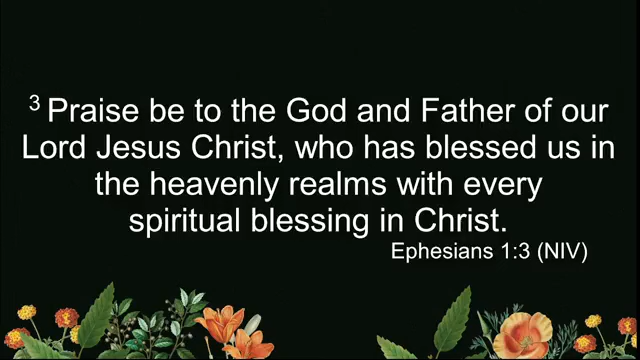 3 Praise be to the God and Father of our
Lord Jesus Christ, who has blessed us in
the heavenly realms with every
spiritual blessing in Christ.
Ephesians 1:3 (NIV)